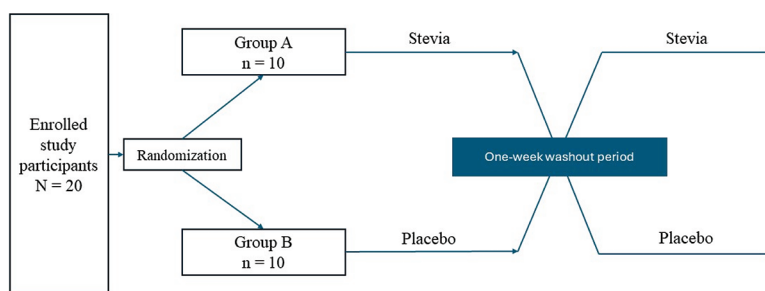 Enrolled
study
participants
N = 20
Randomization
Group A
n = 10
Stevia
Group B
n = 10
Placebo
One-week washout period
Stevia
Placebo